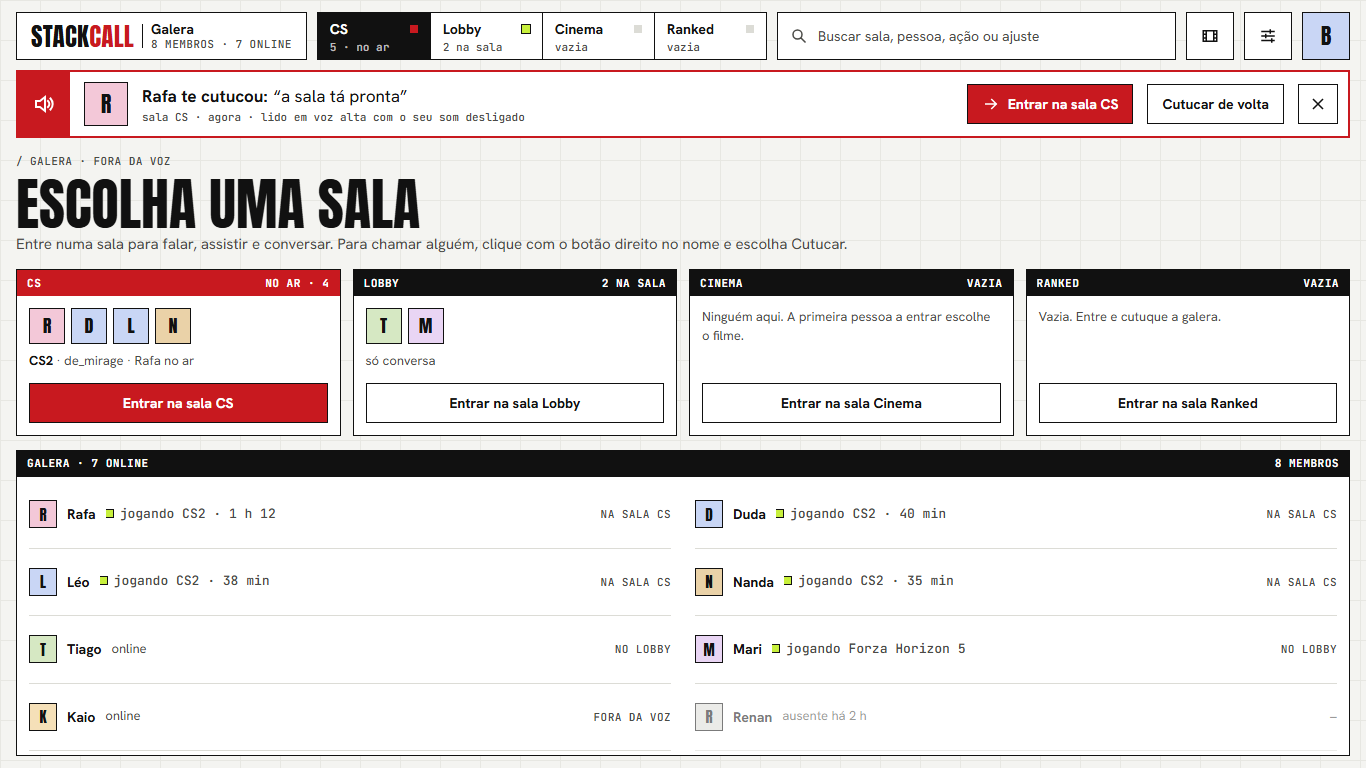 STACKCALL
Galera
8 MEMBROS · 7 ONLINE
CS
5 · no ar
Lobby
2 na sala
Cinema
vazia
Ranked
vazia
Buscar sala, pessoa, ação ou ajuste
B
R
Rafa te cutucou: “a sala tá pronta”
sala CS · agora · lido em voz alta com o seu som desligado
→ Entrar na sala CS
Cutucar de volta
/ GALERA · FORA DA VOZ
ESCOLHA UMA SALA
Entre numa sala para falar, assistir e conversar. Para chamar alguém, clique com o botão direito no nome e escolha Cutucar.
CS NO AR · 4
R D L N
CS2 · de_mirage · Rafa no ar
Entrar na sala CS
LOBBY 2 NA SALA
T M
só conversa
Entrar na sala Lobby
CINEMA VAZIA
Ninguém aqui. A primeira pessoa a entrar escolhe
o filme.
Entrar na sala Cinema
RANKED VAZIA
Vazia. Entre e cutuque a galera.
Entrar na sala Ranked
GALERA · 7 ONLINE 8 MEMBROS
R Rafa jogando CS2 · 1 h 12 NA SALA CS
D Duda jogando CS2 · 40 min NA SALA CS
L Léo jogando CS2 · 38 min NA SALA CS
N Nanda jogando CS2 · 35 min NA SALA CS
T Tiago online NO LOBBY
M Mari jogando Forza Horizon 5 NO LOBBY
K Kaio online FORA DA VOZ
R Renan ausente há 2 h –